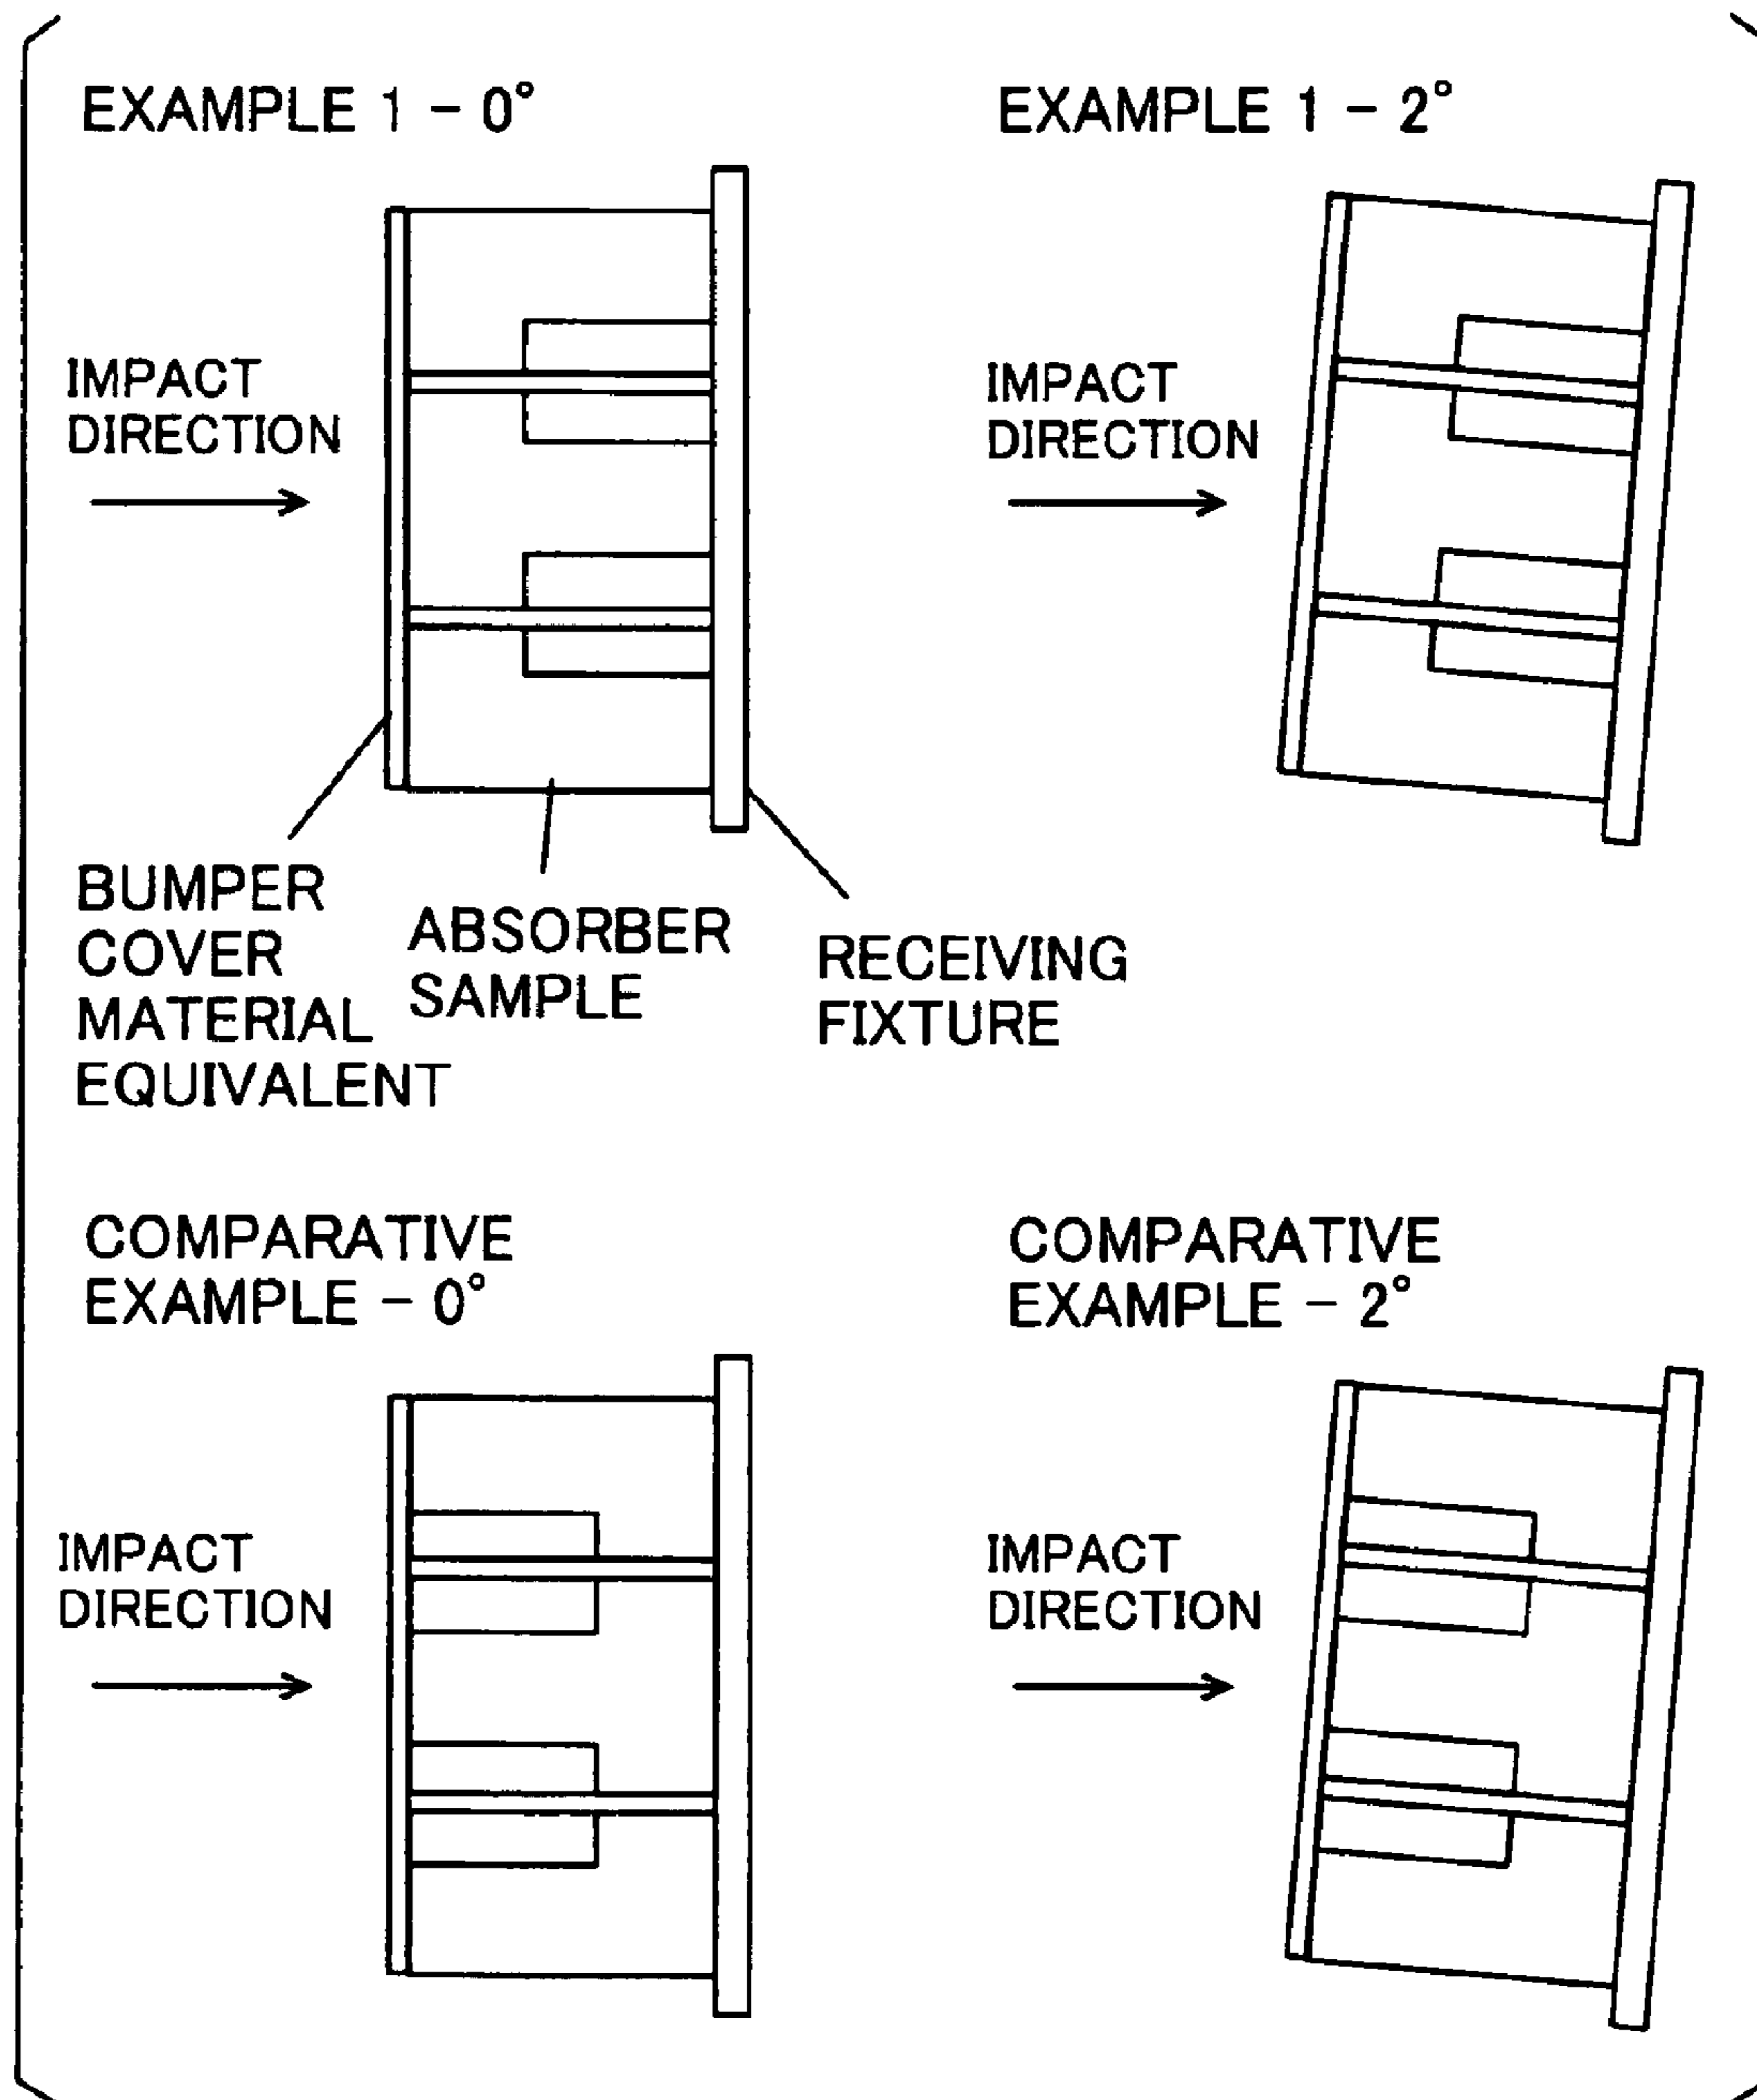 EXAMPLE 1 – 0°
IMPACT
DIRECTION
BUMPER
COVER
MATERIAL
EQUIVALENT
ABSORBER
SAMPLE
RECEIVING
FIXTURE
EXAMPLE 1 – 2°
IMPACT
DIRECTION
COMPARATIVE
EXAMPLE – 0°
IMPACT
DIRECTION
COMPARATIVE
EXAMPLE – 2°
IMPACT
DIRECTION